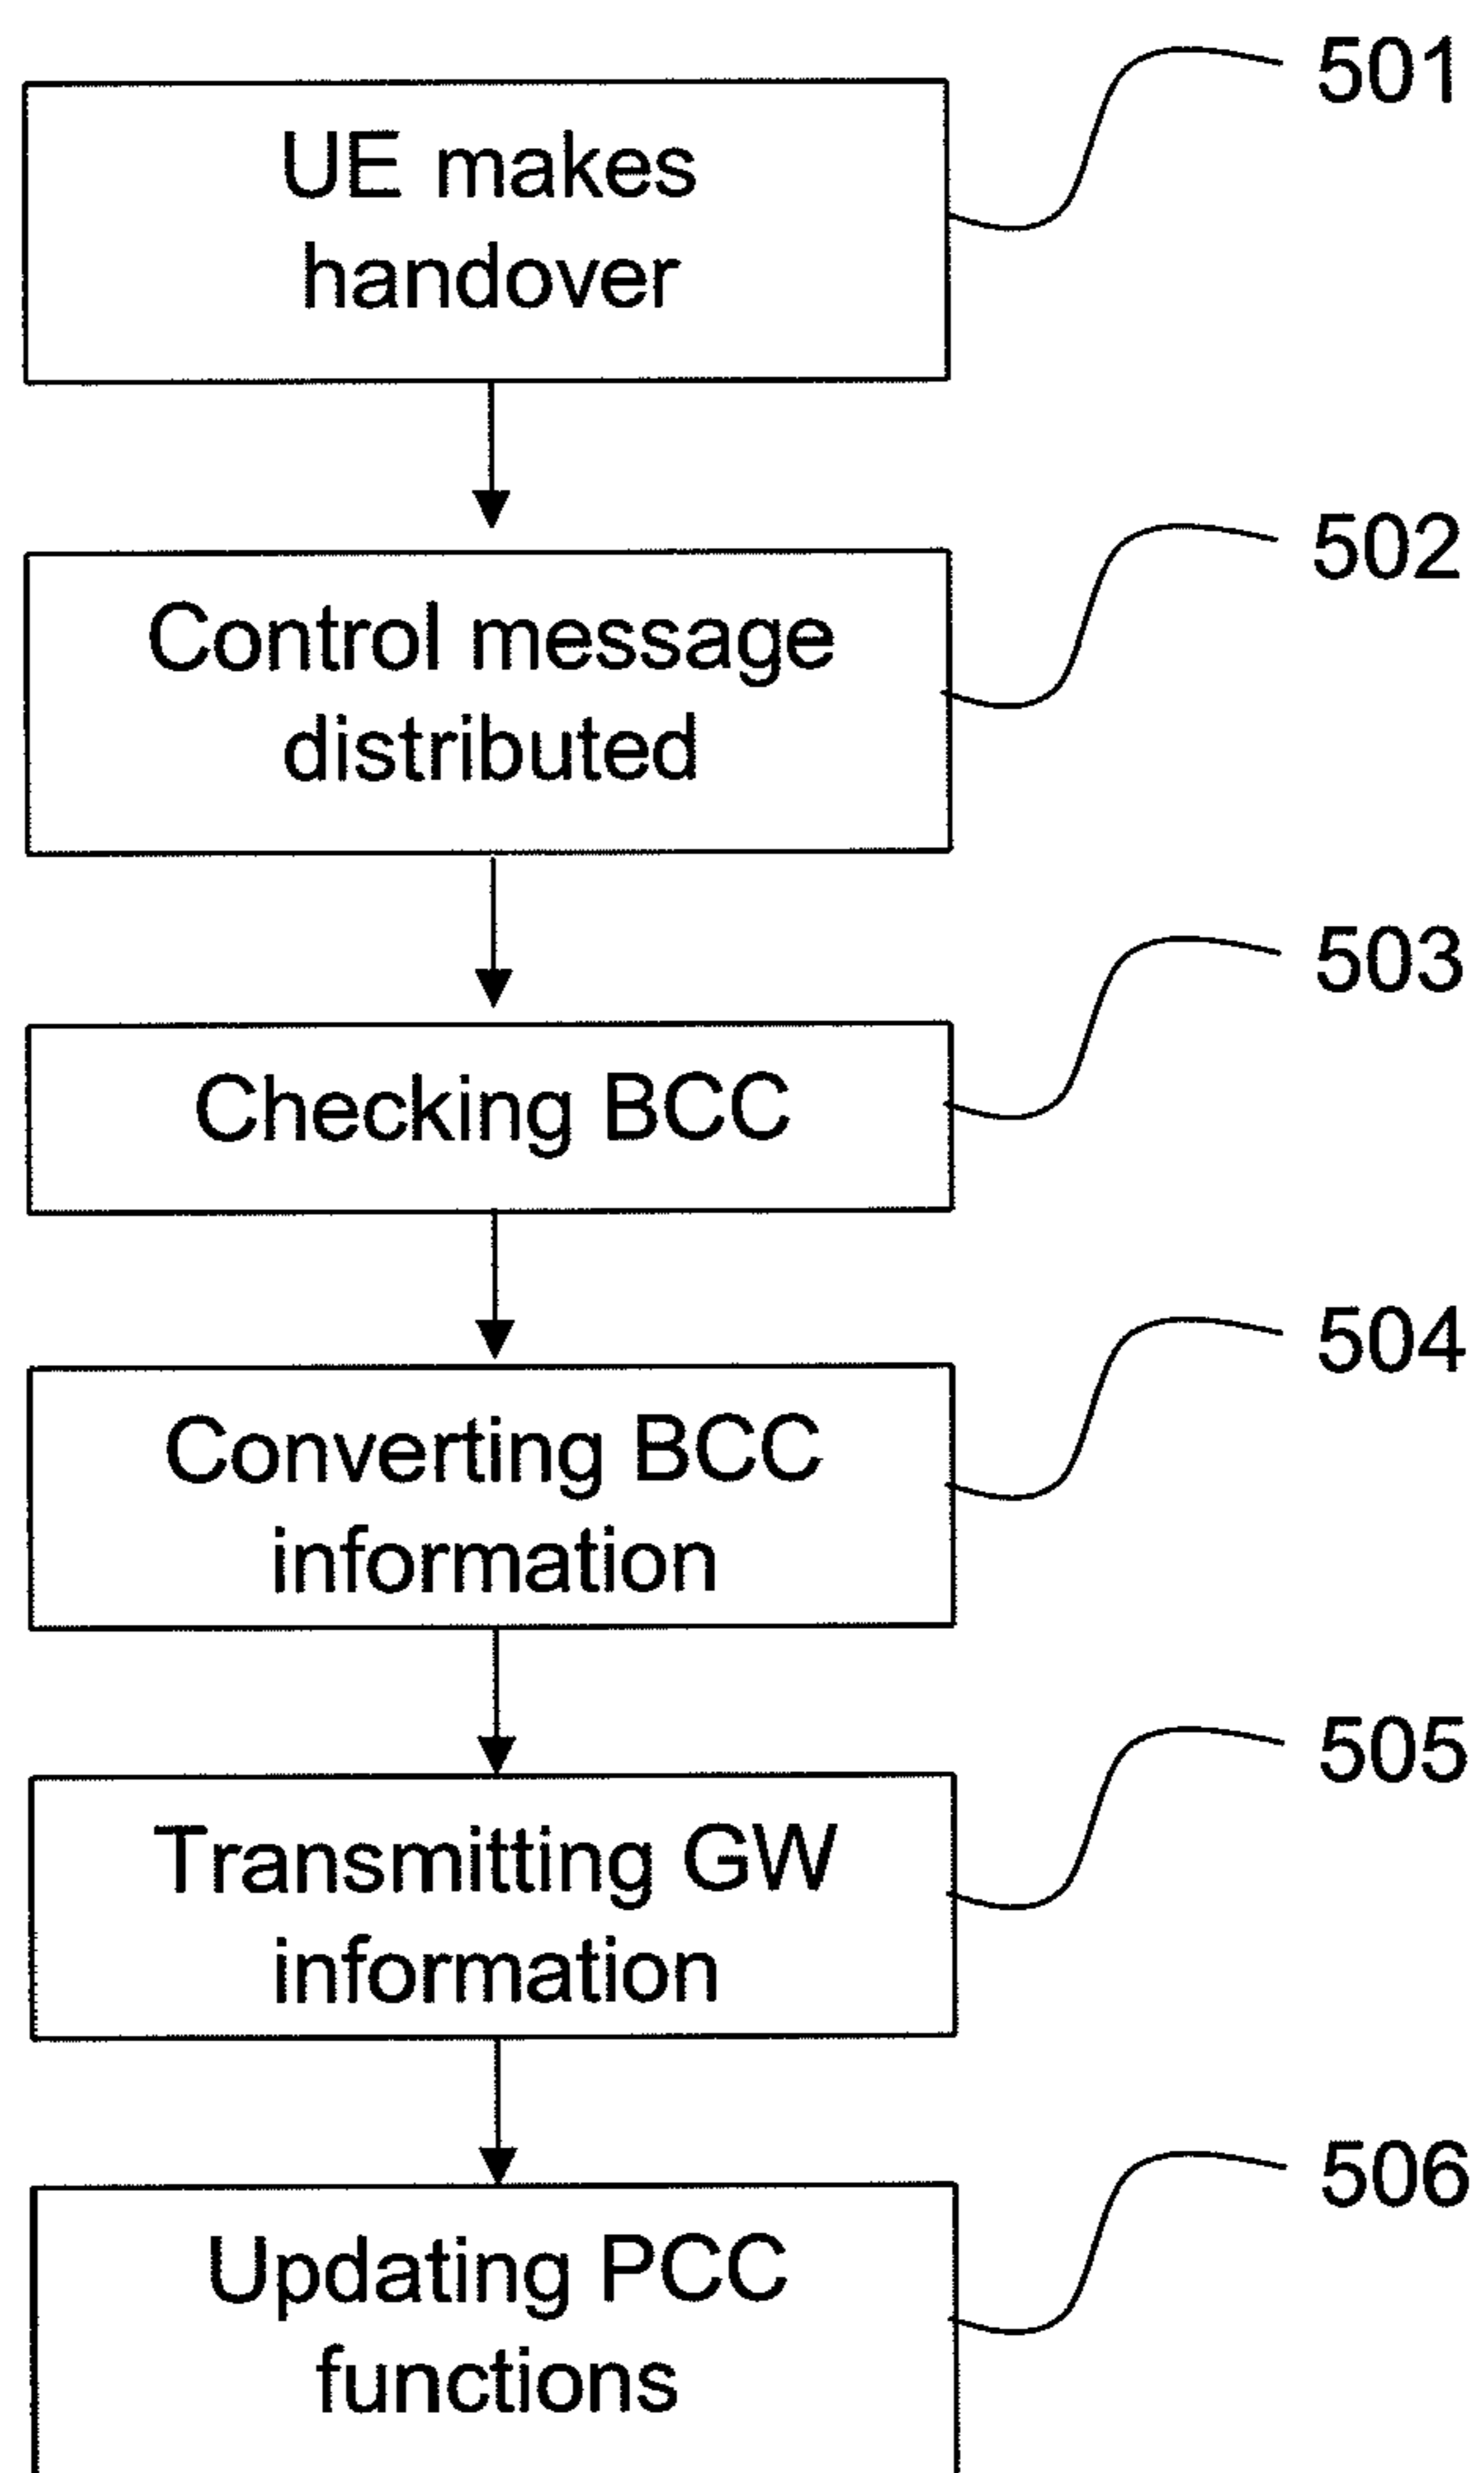 501
UE makes
handover
502
Control message
distributed
503
Checking BCC
504
Converting BCC
information
505
Transmitting GW
information
506
Updating PCC
functions